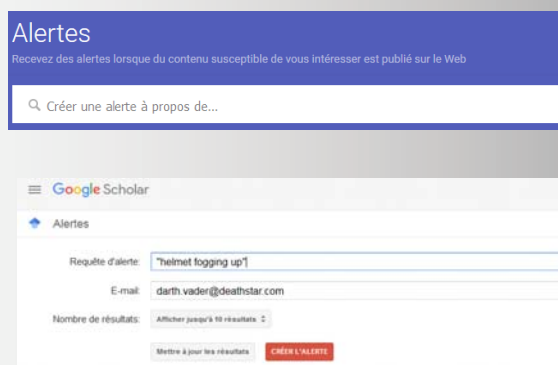 Alertes
Recevez des alertes lorsque du contenu susceptible de vous intéresser est publié sur le Web
Créer une alerte à propos de...
Google Scholar
Alertes
Requête d'alerte: "helmet fogging up"
E-mail: darth.vader@deathstar.com
Nombre de résultats: Afficher jusqu'à 10 résultats
Mettre à jour les résultats CRÉER L'ALERTE